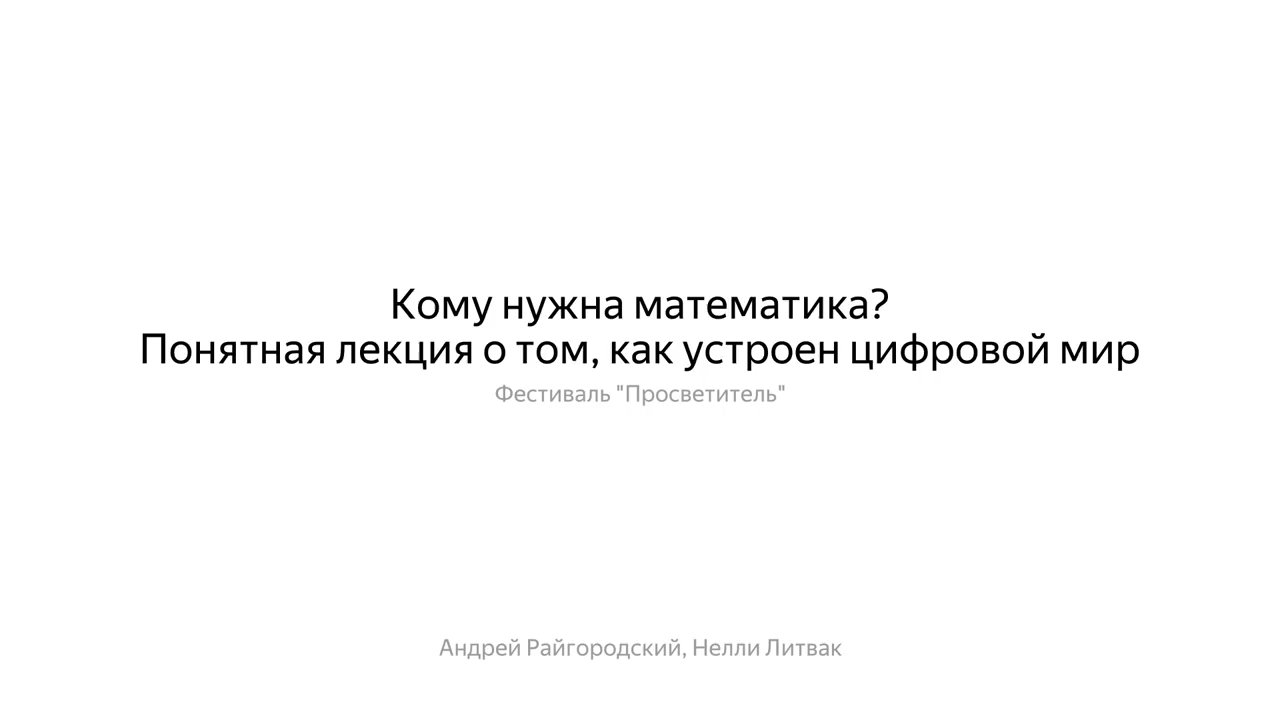 Кому нужна математика?
Понятная лекция о том, как устроен цифровой мир
Фестиваль "Просветитель"
Андрей Райгородский, Нелли Литвак